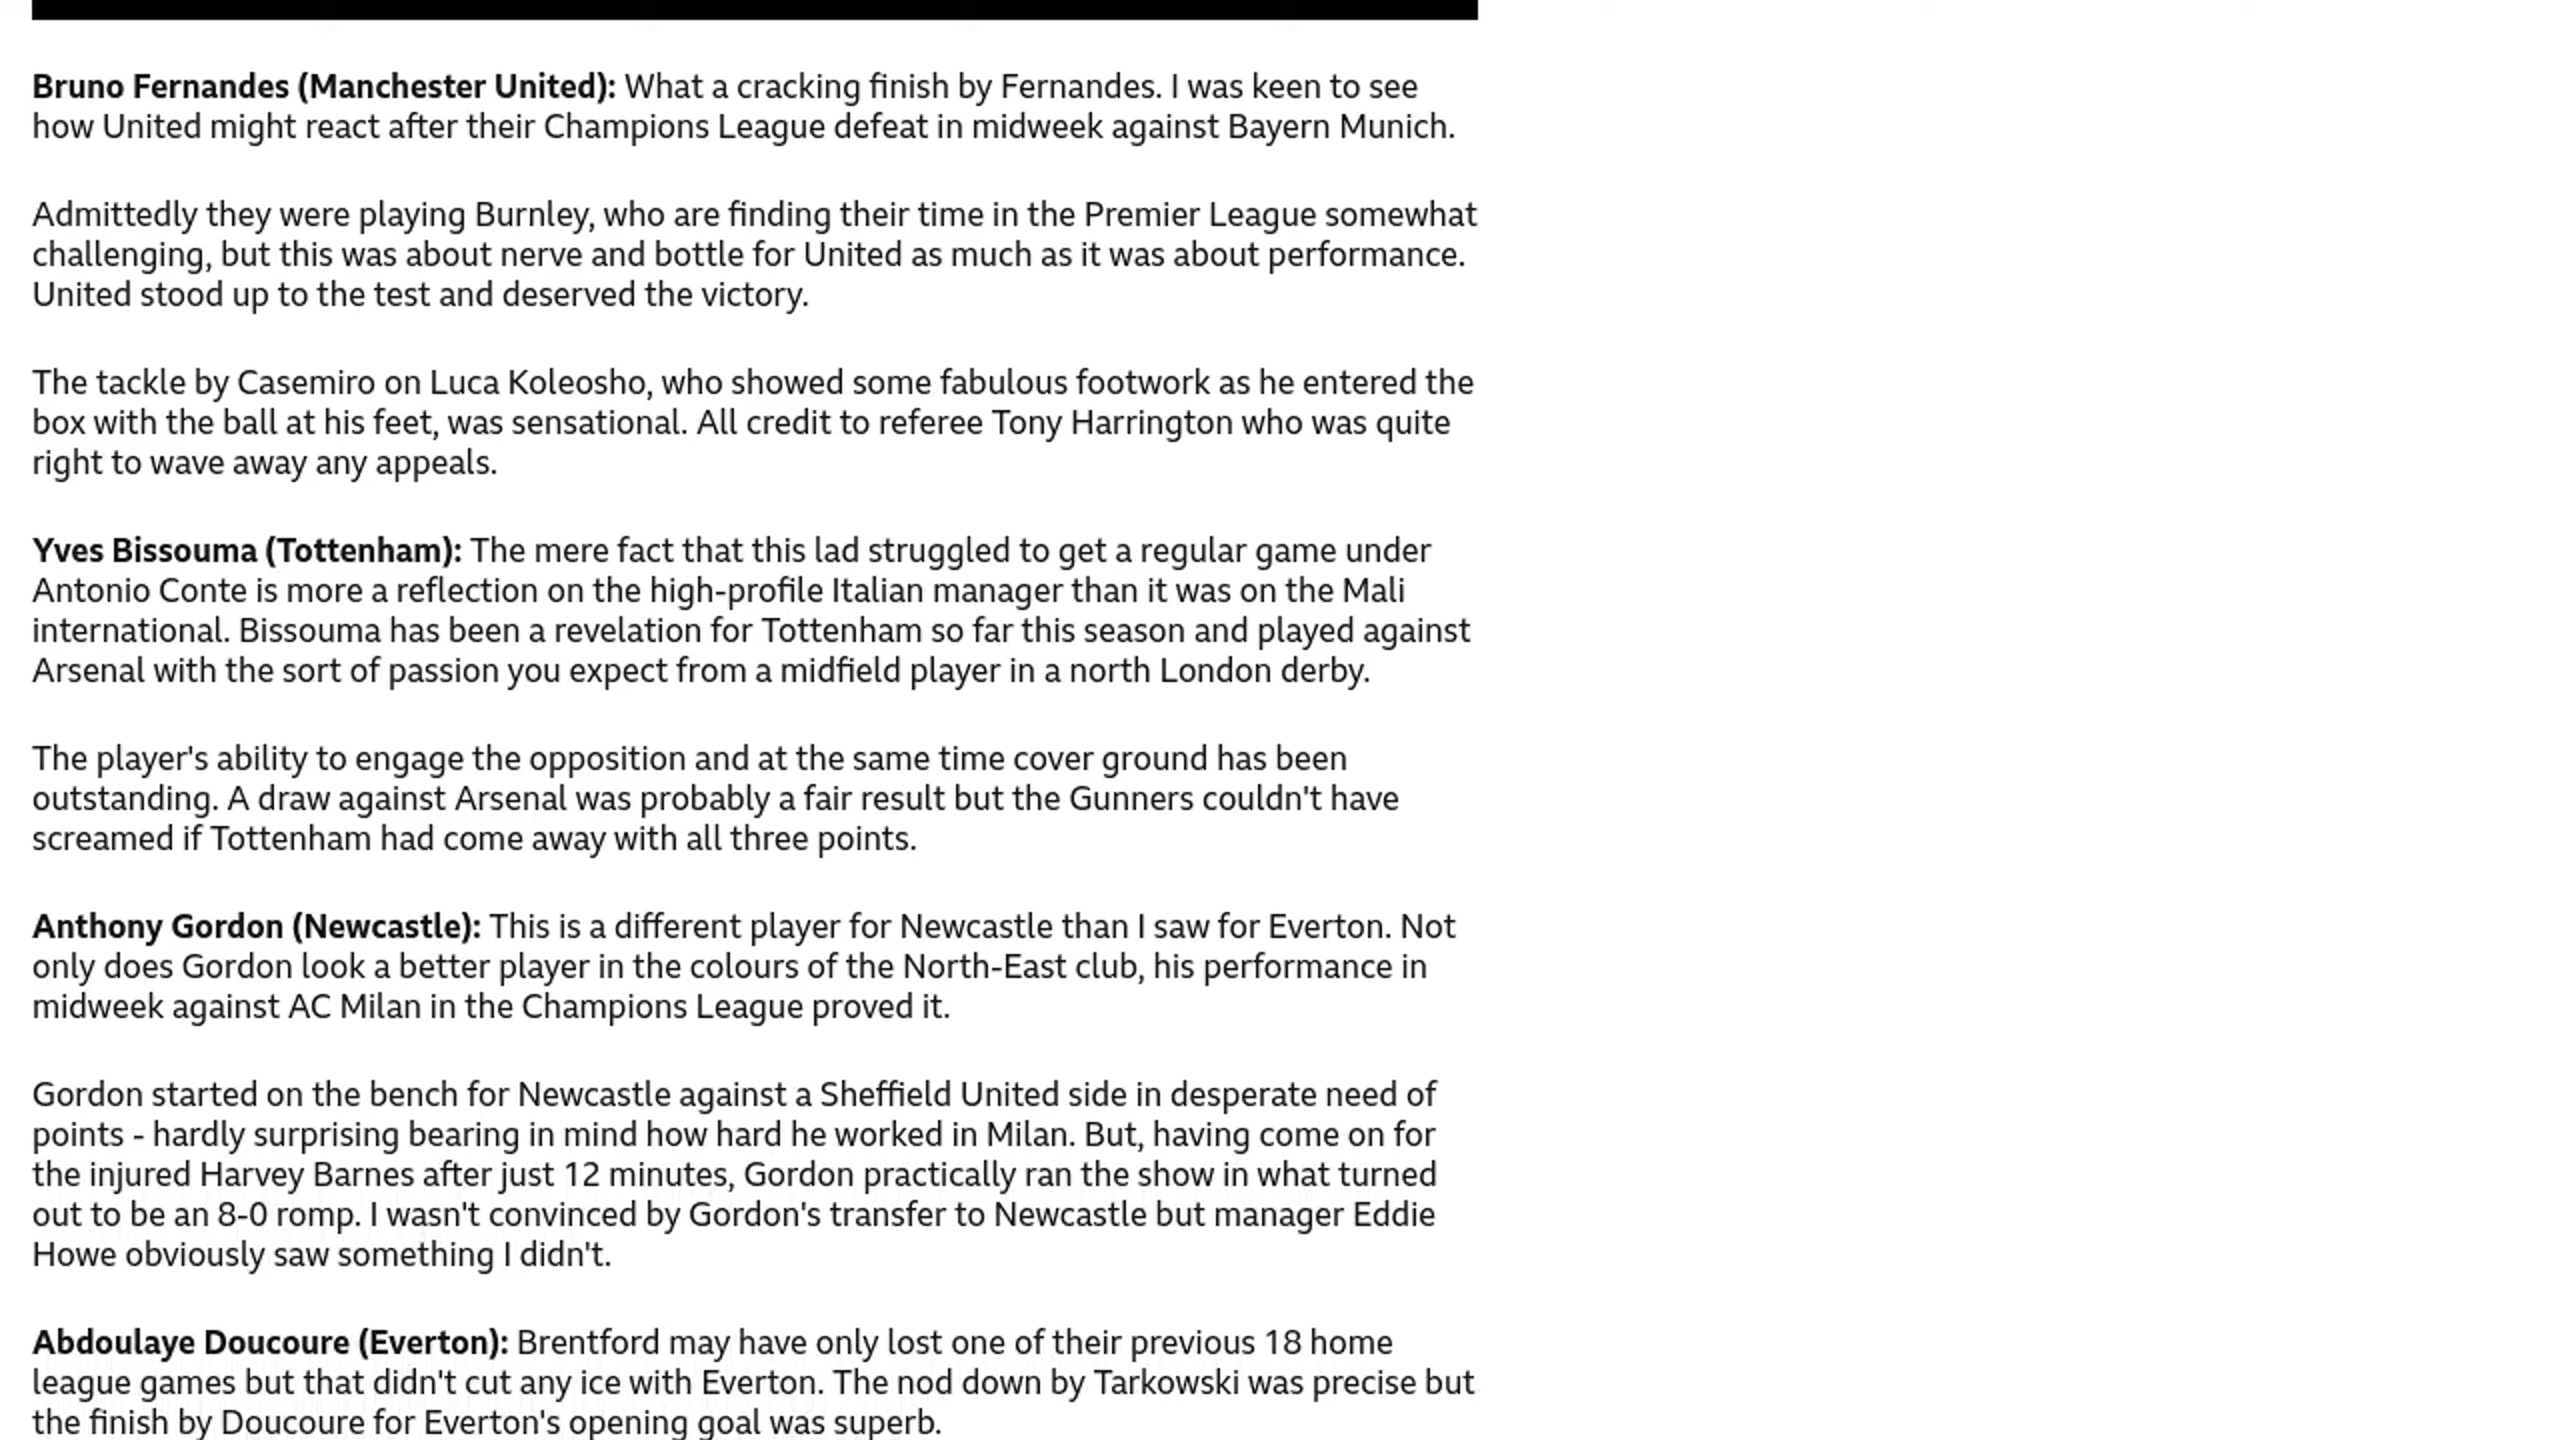 Bruno Fernandes (Manchester United): What a cracking finish by Fernandes. I was keen to see
how United might react after their Champions League defeat in midweek against Bayern Munich.
Admittedly they were playing Burnley, who are finding their time in the Premier League somewhat
challenging, but this was about nerve and bottle for United as much as it was about performance.
United stood up to the test and deserved the victory.
The tackle by Casemiro on Luca Koleosho, who showed some fabulous footwork as he entered the
box with the ball at his feet, was sensational. All credit to referee Tony Harrington who was quite
right to wave away any appeals.
Yves Bissouma (Tottenham): The mere fact that this lad struggled to get a regular game under
Antonio Conte is more a reflection on the high-profile Italian manager than it was on the Mali
international. Bissouma has been a revelation for Tottenham so far this season and played against
Arsenal with the sort of passion you expect from a midfield player in a north London derby.
The player's ability to engage the opposition and at the same time cover ground has been
outstanding. A draw against Arsenal was probably a fair result but the Gunners couldn't have
screamed if Tottenham had come away with all three points.
Anthony Gordon (Newcastle): This is a different player for Newcastle than I saw for Everton. Not
only does Gordon look a better player in the colours of the North-East club, his performance in
midweek against AC Milan in the Champions League proved it.
Gordon started on the bench for Newcastle against a Sheffield United side in desperate need of
points - hardly surprising bearing in mind how hard he worked in Milan. But, having come on for
the injured Harvey Barnes after just 12 minutes, Gordon practically ran the show in what turned
out to be an 8-0 romp. I wasn't convinced by Gordon's transfer to Newcastle but manager Eddie
Howe obviously saw something I didn't.
Abdoulaye Doucoure (Everton): Brentford may have only lost one of their previous 18 home
league games but that didn't cut any ice with Everton. The nod down by Tarkowski was precise but
the finish by Doucoure for Everton's opening goal was superb.